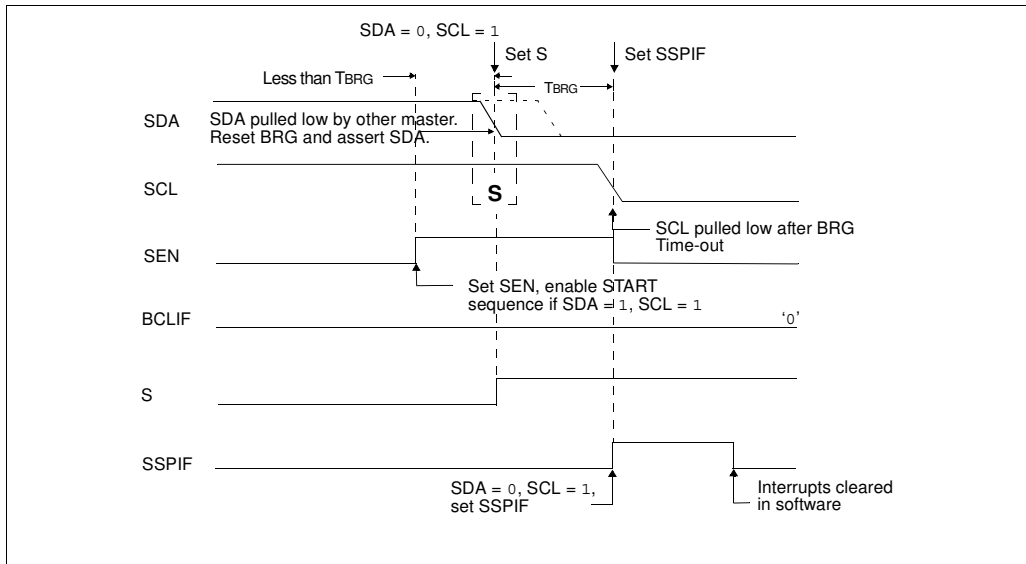 SDA = 0, SCL = 1
Set S
Set SSPIF
Less than TBRG
TBRG
SDA
SDA pulled low by other master.
Reset BRG and assert SDA.
SCL
S
SCL pulled low after BRG
Time-out
SEN
Set SEN, enable START
sequence if SDA = 1, SCL = 1
BCLIF
‘0’
S
SSPIF
SDA = 0, SCL = 1,
set SSPIF
Interrupts cleared
in software